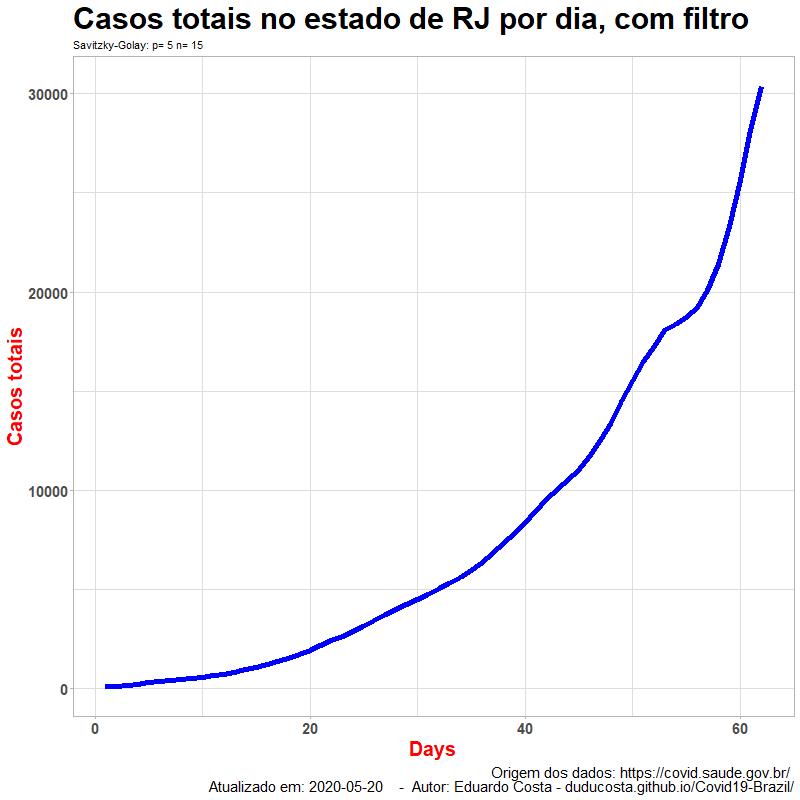 Casos totais no estado de RJ por dia, com filtro
Savitzky-Golay: p= 5 n= 15
30000
20000
10000
0
Casos totais
0 20 40 60
Days
Origem dos dados: https://covid.saude.gov.br/
Atualizado em: 2020-05-20 - Autor: Eduardo Costa - duducosta.github.io/Covid19-Brazil/